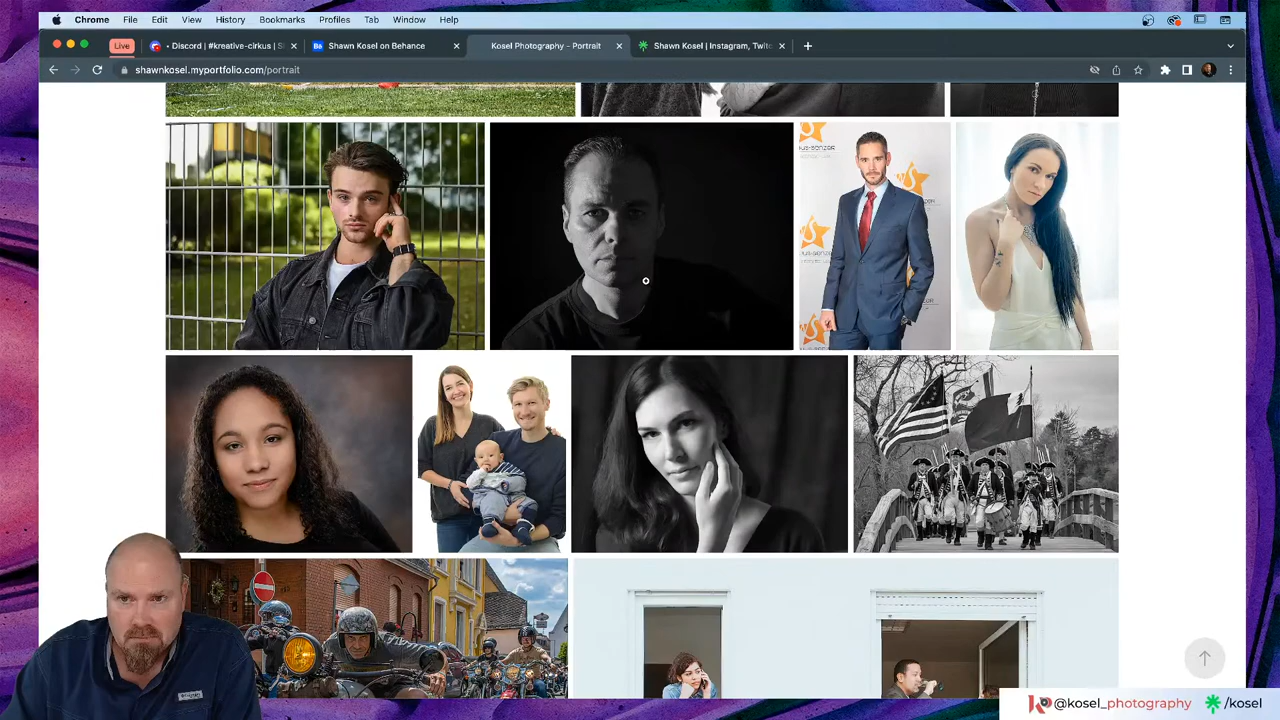 Chrome File Edit View History Bookmarks Profiles Tab Window Help
Live
• Discord | #kreative-cirkus | S
Shawn Kosel on Behance
Kosel Photography - Portrait
Shawn Kosel | Instagram, Twitc
shawnkosel.myportfolio.com/portrait
@kosel_photography
/kosel